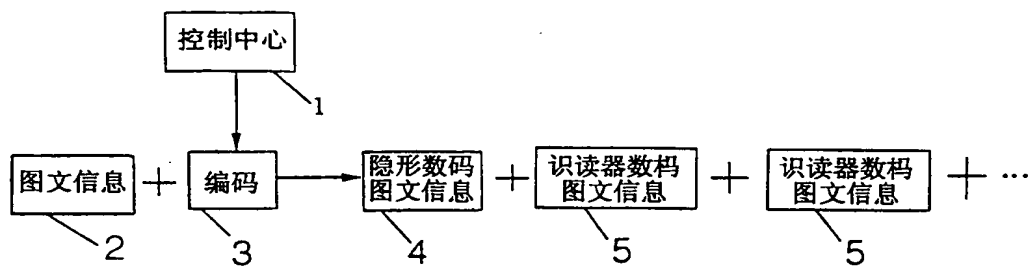 控制中心
1
图文信息 + 编码
隐形数码
图文信息
+
识读器数码
图文信息
+
识读器数码
图文信息
+ ...
2
3
4
5
5